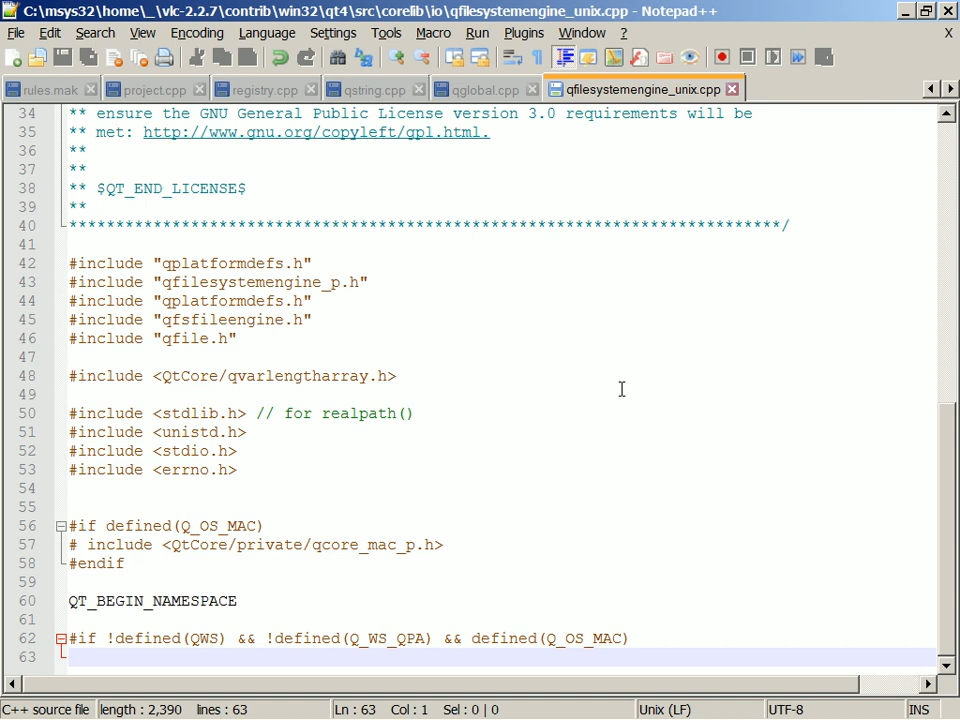 C:\msys32\home\_\vlc-2.2.7\contrib\win32\qt4\src\corelib\io\qfilesystemengine_unix.cpp - Notepad++
File Edit Search View Encoding Language Settings Tools Macro Run Plugins Window ? X
rules.mak project.cpp registry.cpp qstring.cpp qglobal.cpp qfilesystemengine_unix.cpp
34 ** ensure the GNU General Public License version 3.0 requirements will be
35 ** met: http://www.gnu.org/copyleft/gpl.html.
36 **
37 **
38 ** $QT_END_LICENSE$
39 **
40 ****************************************************************************/
41
42 #include "qplatformdefs.h"
43 #include "qfilesystemengine_p.h"
44 #include "qplatformdefs.h"
45 #include "qfsfileengine.h"
46 #include "qfile.h"
47
48 #include <QtCore/qvarlengtharray.h>
49
50 #include <stdlib.h> // for realpath()
51 #include <unistd.h>
52 #include <stdio.h>
53 #include <errno.h>
54
55
56 #if defined(Q_OS_MAC)
57 # include <QtCore/private/qcore_mac_p.h>
58 #endif
59
60 QT_BEGIN_NAMESPACE
61
62 #if !defined(QWS) && !defined(Q_WS_QPA) && defined(Q_OS_MAC)
63
C++ source file length : 2,390 lines : 63 Ln : 63 Col : 1 Sel : 0 | 0 Unix (LF) UTF-8 INS